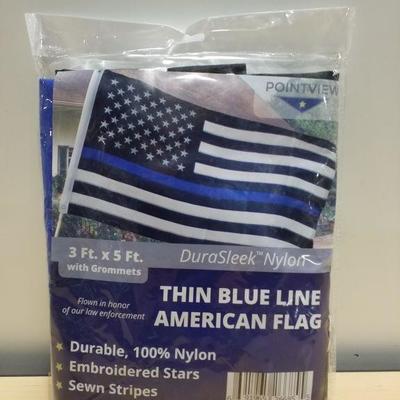 POINTVIEW
3 Ft. x 5 Ft.
with Grommets
DuraSleek™ Nylon
Flown in honor
of our law enforcement
THIN BLUE LINE
AMERICAN FLAG
Durable, 100% Nylon
Embroidered Stars
Sewn Stripes